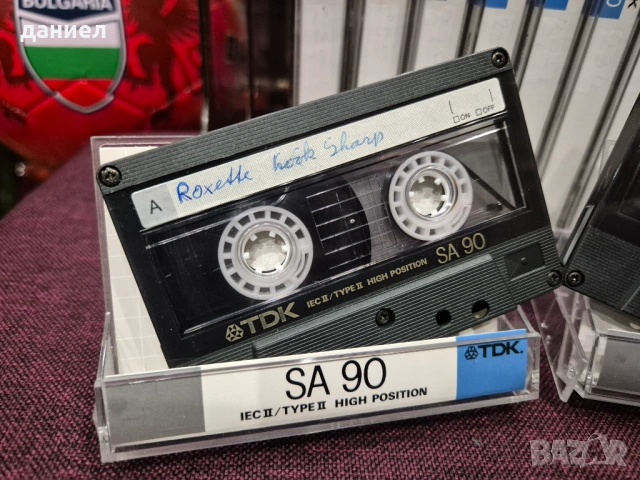 даниел
BULGARIA
ON OFF
A Roxette Look Sharp
SA 90
IEC II / TYPE II HIGH POSITION
TDK
TDK.
SA 90
IEC II / TYPE II HIGH POSITION
BAZAR